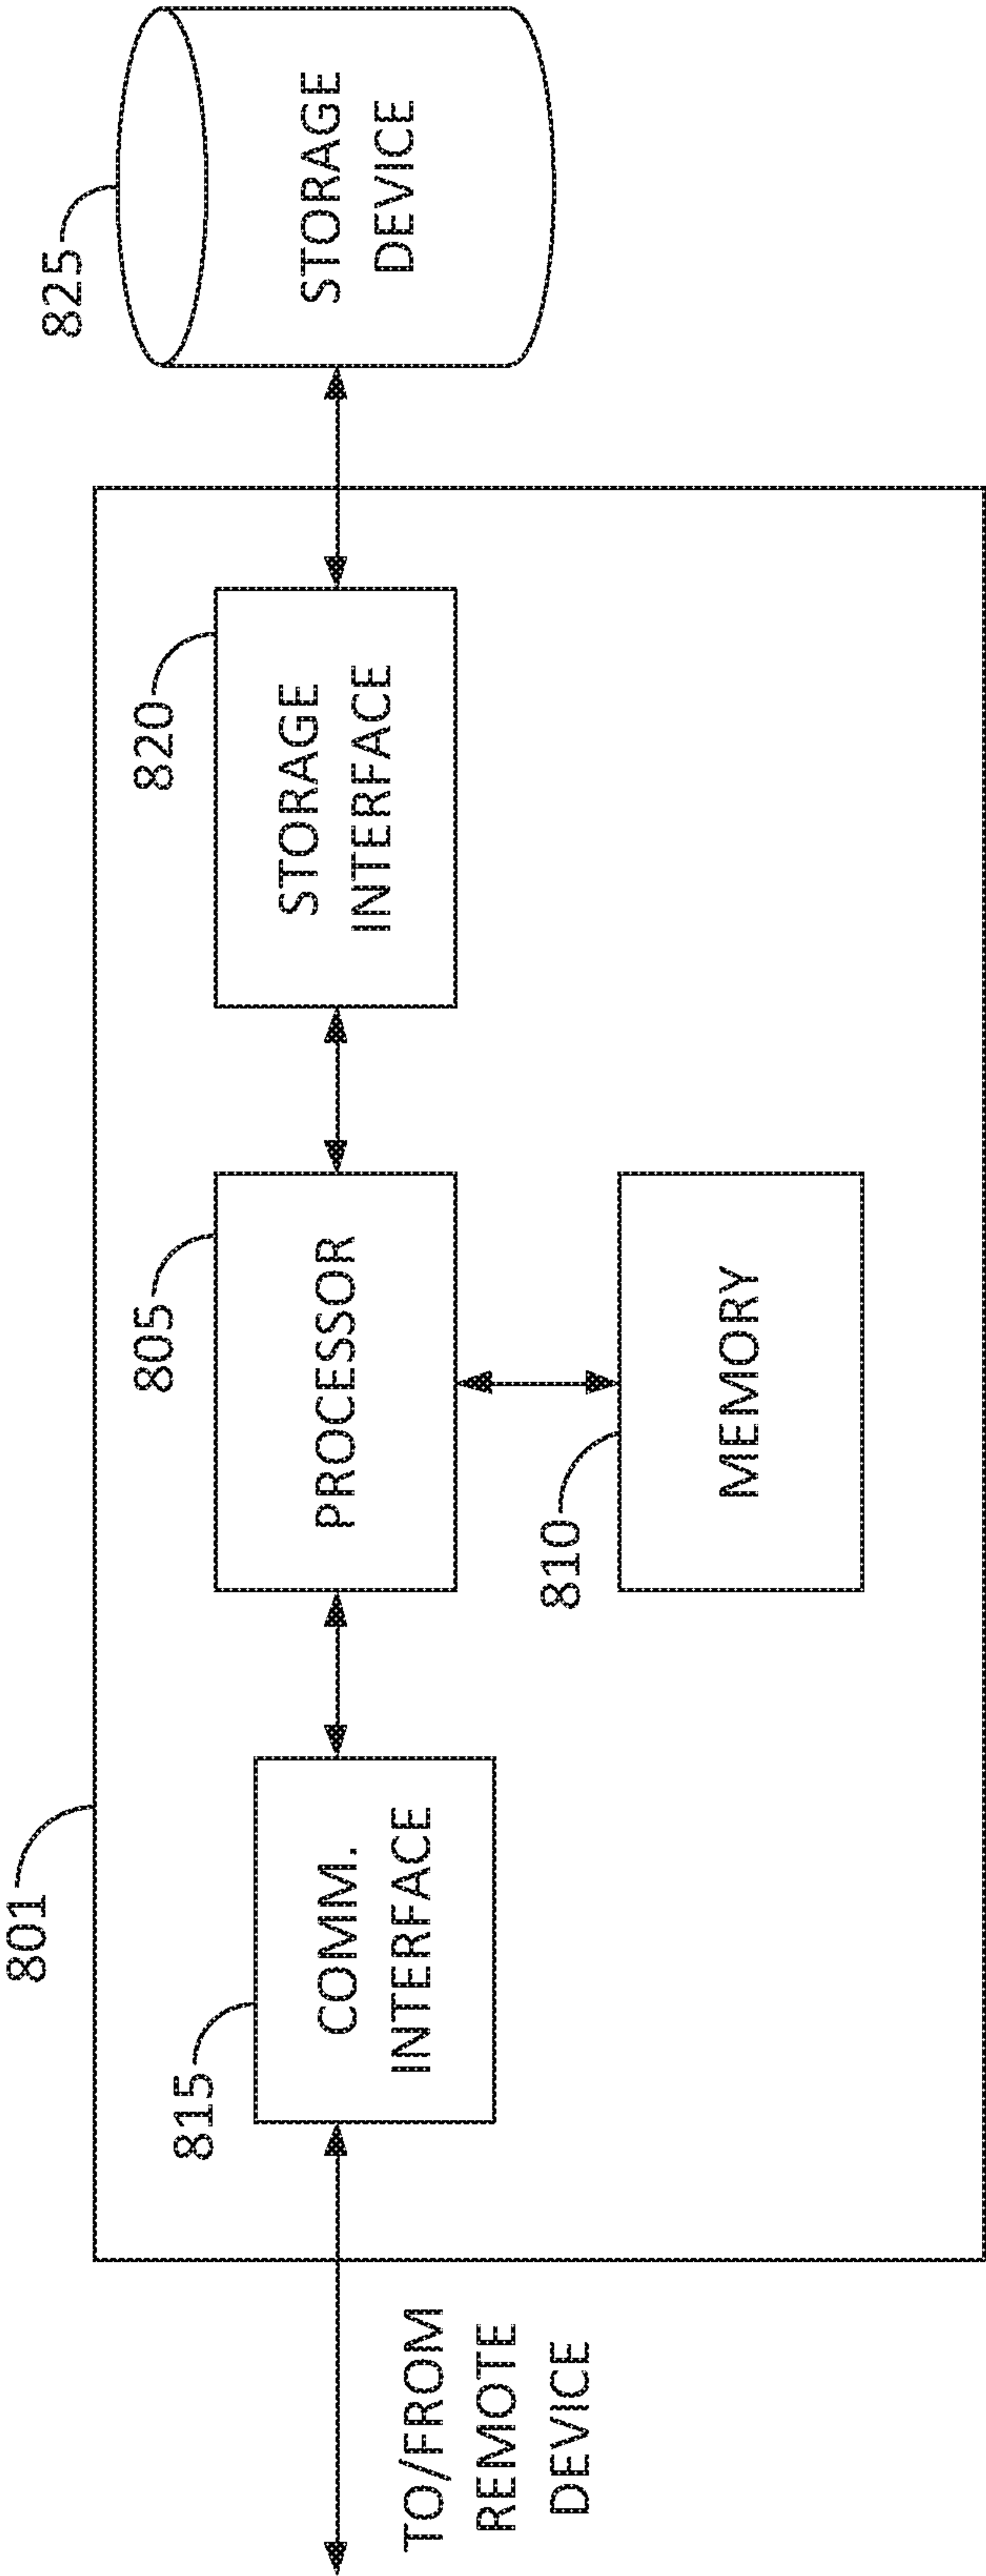 801
825
815
COMM.
INTERFACE
805
PROCESSOR
820
STORAGE
INTERFACE
STORAGE
DEVICE
810
MEMORY
TO/FROM
REMOTE
DEVICE